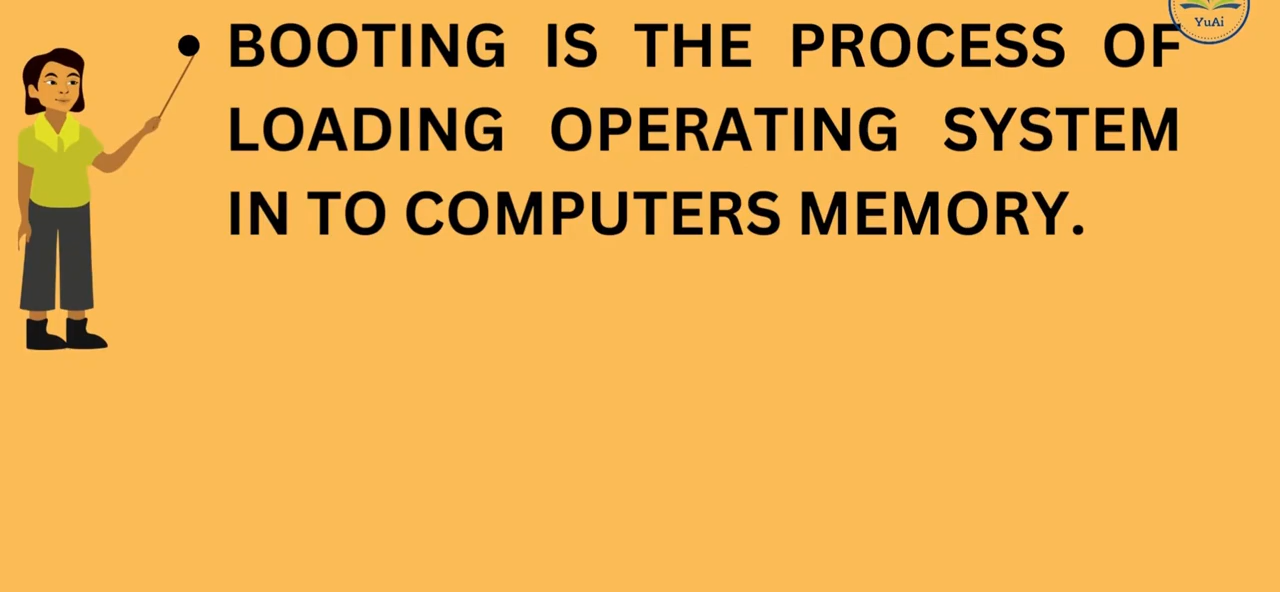 YuAi
• BOOTING IS THE PROCESS OF
LOADING OPERATING SYSTEM
IN TO COMPUTERS MEMORY.